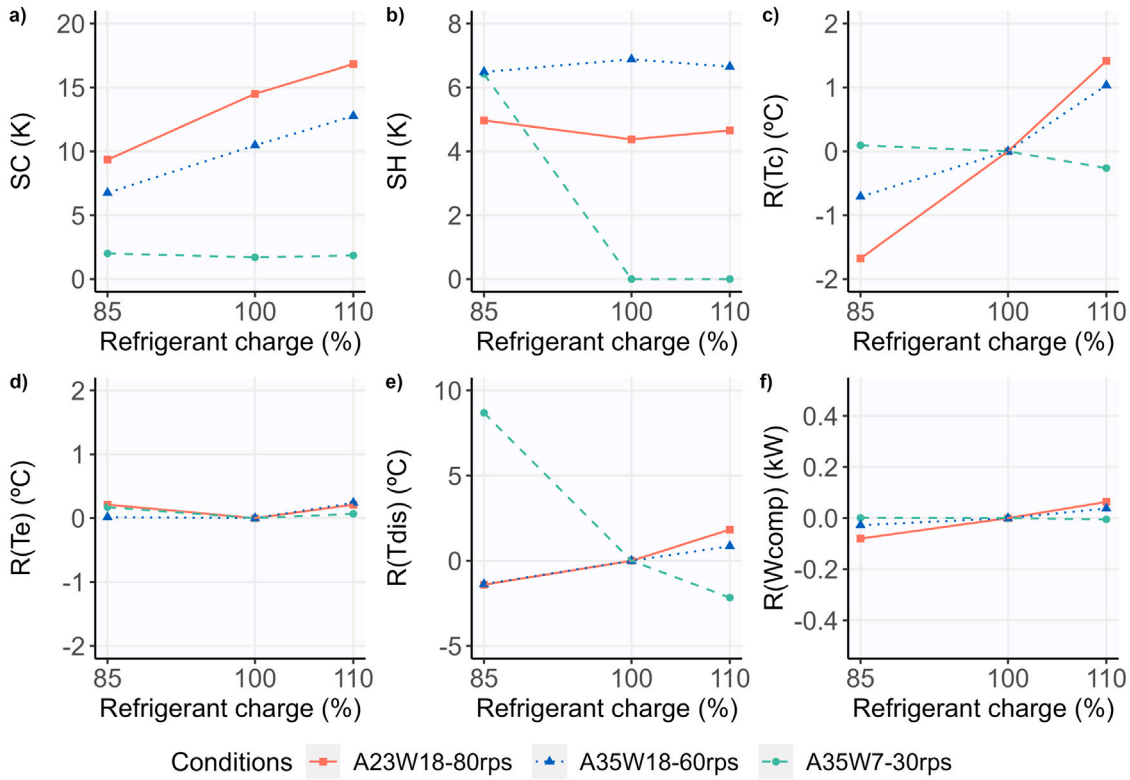 a)
20
15
10
5
0
SC (K)
85
100
110
Refrigerant charge (%)
b)
8
6
4
2
0
SH (K)
85
100
110
Refrigerant charge (%)
c)
2
1
0
-1
-2
R(Tc) (ºC)
85
100
110
Refrigerant charge (%)
d)
2
1
0
-1
-2
R(Te) (ºC)
85
100
110
Refrigerant charge (%)
e)
10
5
0
-5
R(Tdis) (ºC)
85
100
110
Refrigerant charge (%)
f)
0.4
0.2
0.0
-0.2
-0.4
R(Wcomp) (kW)
85
100
110
Refrigerant charge (%)
Conditions A23W18-80rps A35W18-60rps A35W7-30rps